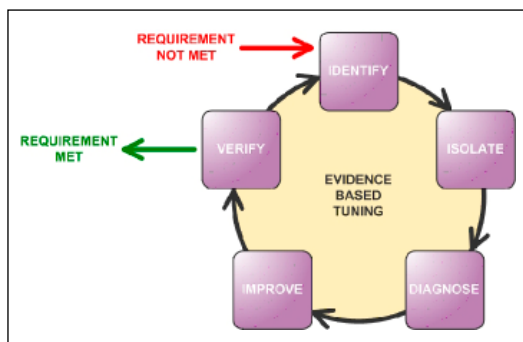 REQUIREMENT
NOT MET
IDENTIFY
REQUIREMENT
MET
VERIFY
ISOLATE
EVIDENCE
BASED
TUNING
IMPROVE
DIAGNOSE